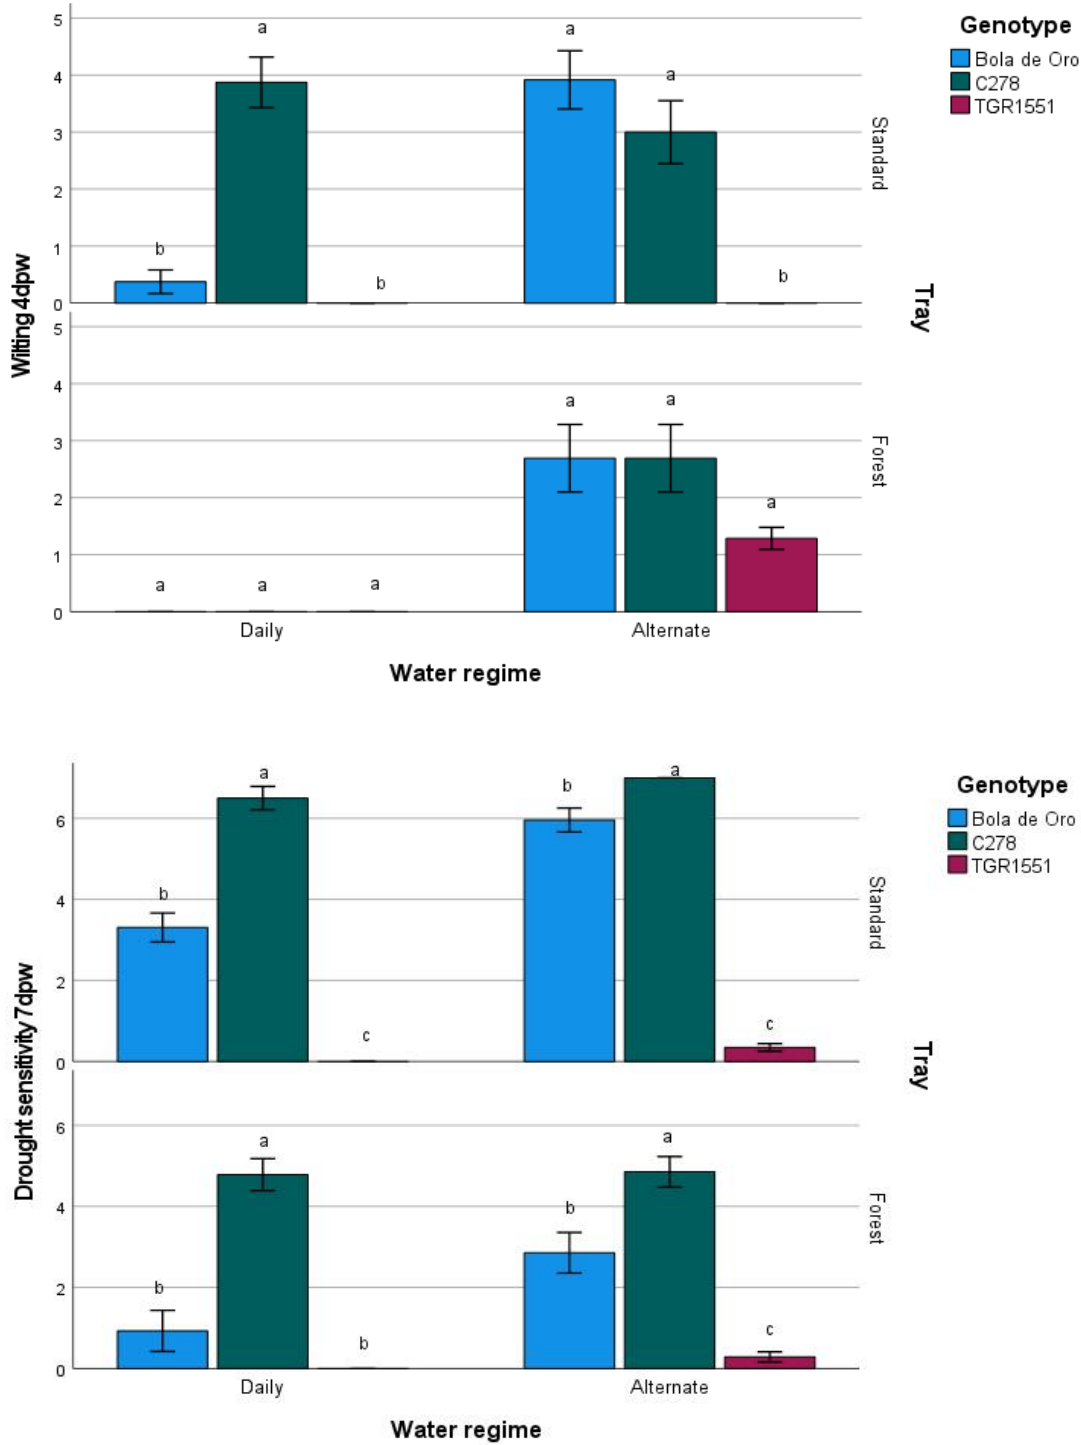 Genotype
Bola de Oro
C278
TGR1551
Wilting 4dpw
5
4
3
2
1
0
a
a
a
b
b
b
Standard
Tray
5
4
3
2
1
0
a
a
a
a
a
a
Forest
Daily
Alternate
Water regime
Genotype
Bola de Oro
C278
TGR1551
Drought sensitivity 7dpw
6
4
2
0
a
a
b
b
c
c
Standard
Tray
6
4
2
0
a
a
b
b
b
c
Forest
Daily
Alternate
Water regime